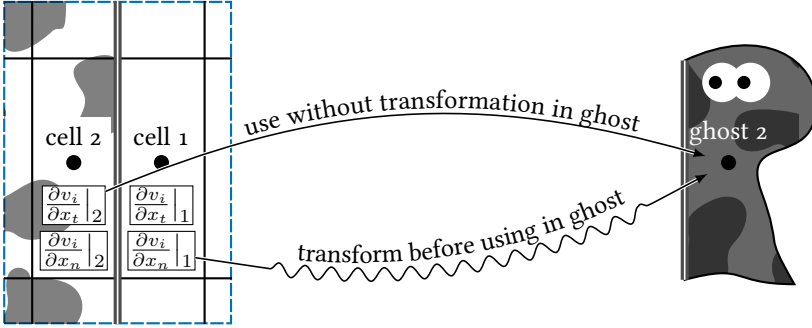 use without transformation in ghost
cell 2 cell 1
ghost 2
∂v_i/∂x_t|_2 ∂v_i/∂x_t|_1
∂v_i/∂x_n|_2 ∂v_i/∂x_n|_1
transform before using in ghost